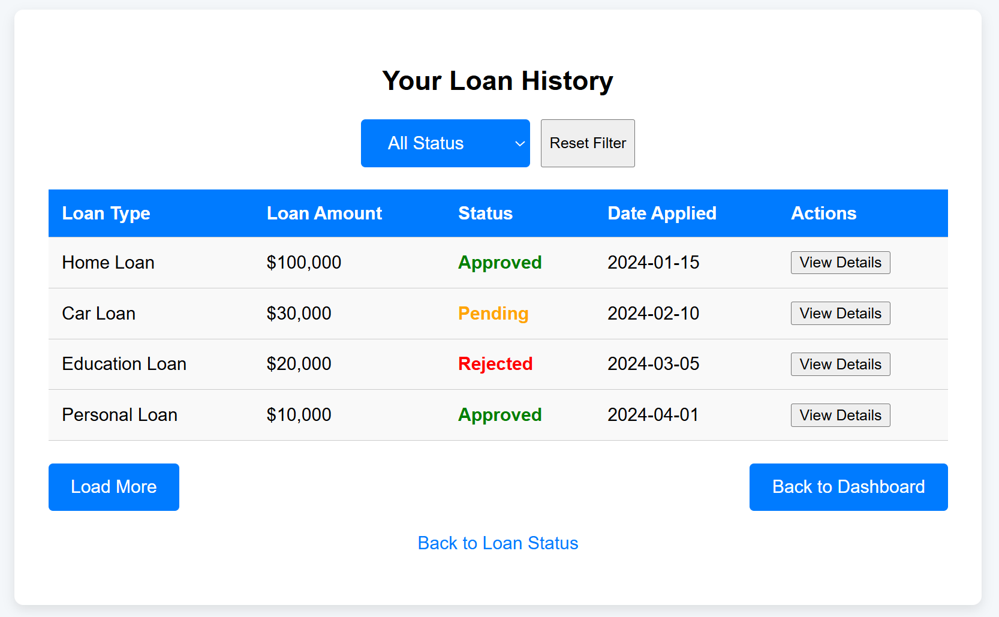 Your Loan History
All Status Reset Filter
Loan Type Loan Amount Status Date Applied Actions
Home Loan $100,000 Approved 2024-01-15 View Details
Car Loan $30,000 Pending 2024-02-10 View Details
Education Loan $20,000 Rejected 2024-03-05 View Details
Personal Loan $10,000 Approved 2024-04-01 View Details
Load More Back to Dashboard
Back to Loan Status